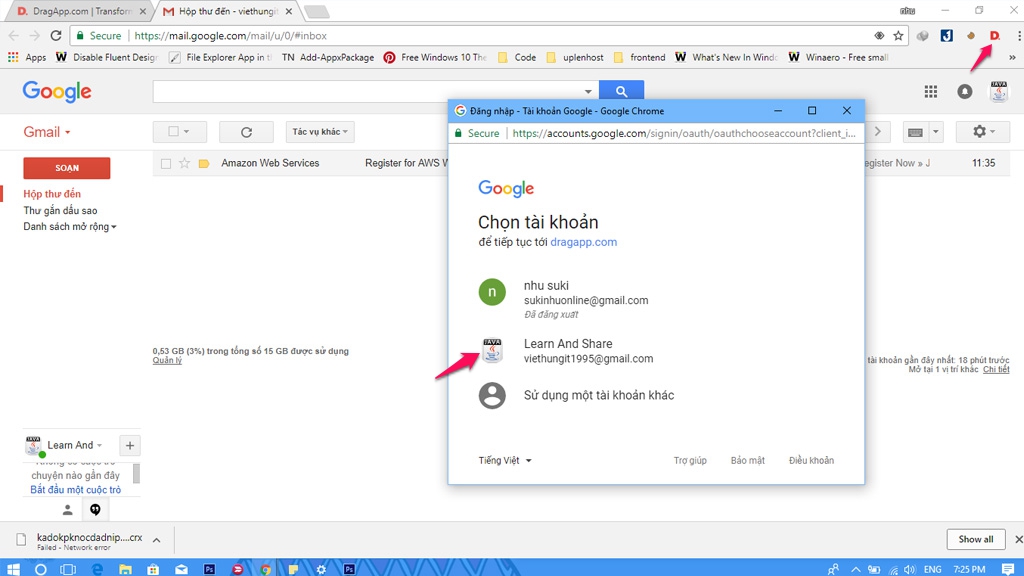 D. DragApp.com | Transform
Hộp thư đến - viethungit
nhu
Secure
https://mail.google.com/mail/u/0/#inbox
D.
Apps
Disable Fluent Design
File Explorer App in t
TN Add-AppxPackage
Free Windows 10 The
Code
uplenhost
frontend
What's New In Windo
Winaero - Free small
Google
Gmail
Tác vụ khác
SOẠN
Amazon Web Services
Register for AWS W
egister Now » J
11:35
Hộp thư đến
Thư gắn dấu sao
Danh sách mở rộng
Đăng nhập - Tài khoản Google - Google Chrome
Secure
https://accounts.google.com/signin/oauth/oauthchooseaccount?client_i...
Google
Chọn tài khoản
để tiếp tục tới dragapp.com
n
nhu suki
sukinhuonline@gmail.com
Đã đăng xuất
JAVA
Learn And Share
viethungit1995@gmail.com
Sử dụng một tài khoản khác
Tiếng Việt
Trợ giúp
Bảo mật
Điều khoản
0,53 GB (3%) trong tổng số 15 GB được sử dụng
Quản lý
tài khoản gần đây nhất: 18 phút trước
Mở tại 1 vị trí khác Chi tiết
JAVA
Learn And
chuyện nào gần đây
Bắt đầu một cuộc trò
kadokpknocdadnip....crx
Failed - Network error
Show all
ENG
7:25 PM